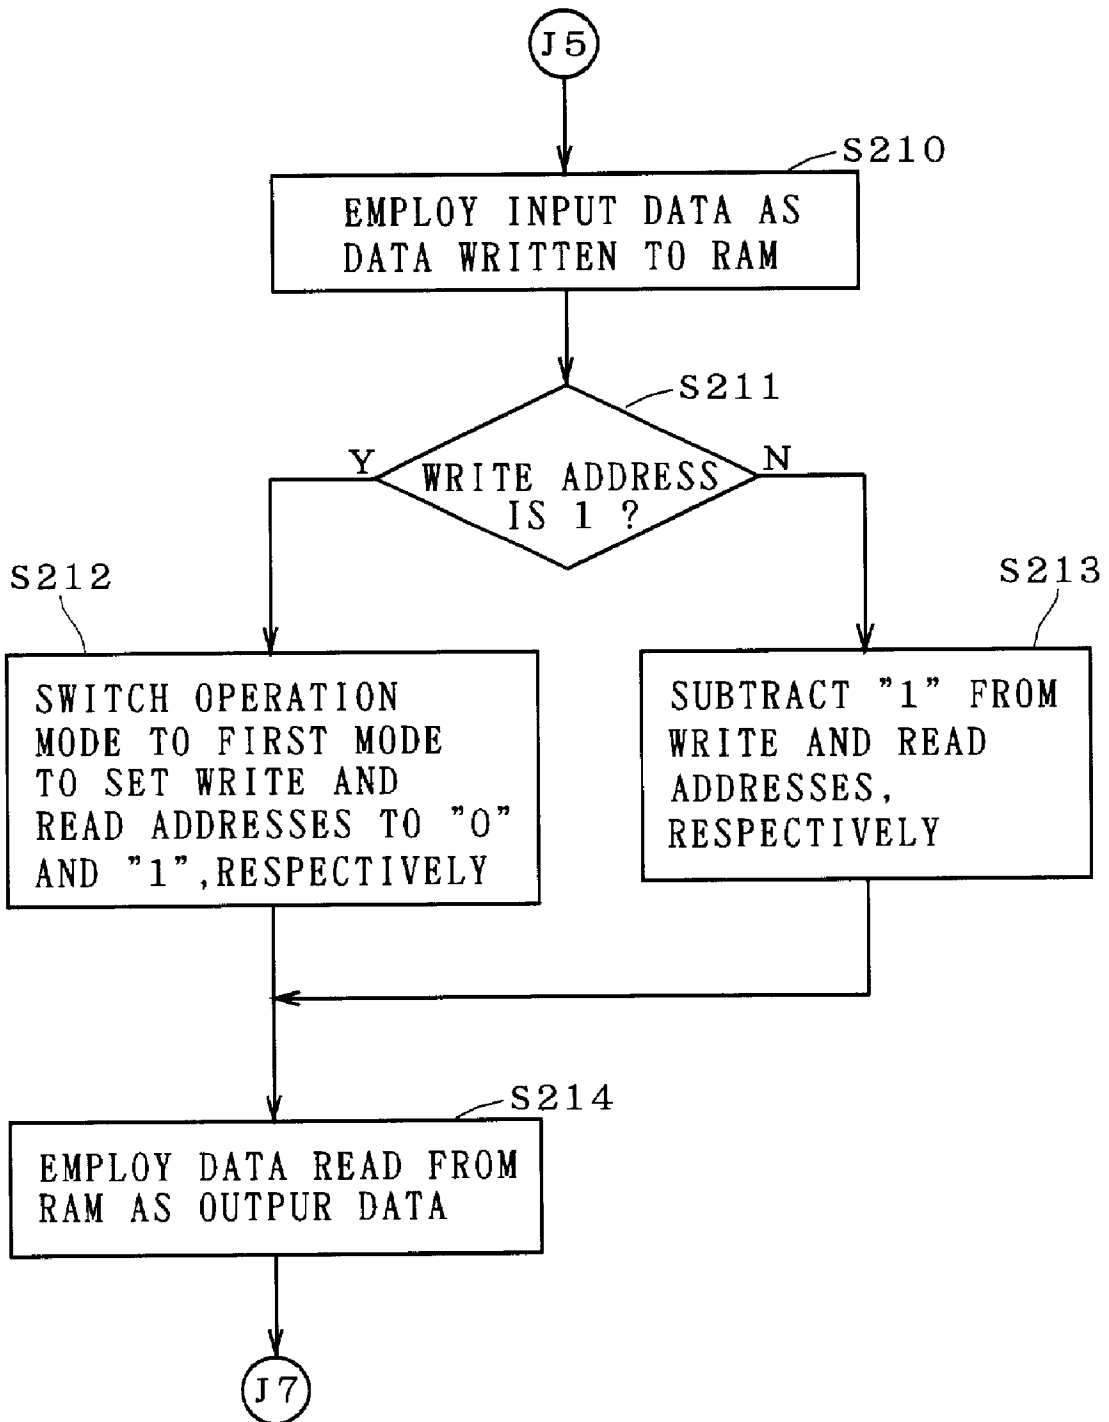 J5
S210
EMPLOY INPUT DATA AS
DATA WRITTEN TO RAM
S211
Y
N
WRITE ADDRESS
IS 1 ?
S212
S213
SWITCH OPERATION
MODE TO FIRST MODE
TO SET WRITE AND
READ ADDRESSES TO "0"
AND "1",RESPECTIVELY
SUBTRACT "1" FROM
WRITE AND READ
ADDRESSES,
RESPECTIVELY
S214
EMPLOY DATA READ FROM
RAM AS OUTPUR DATA
J7